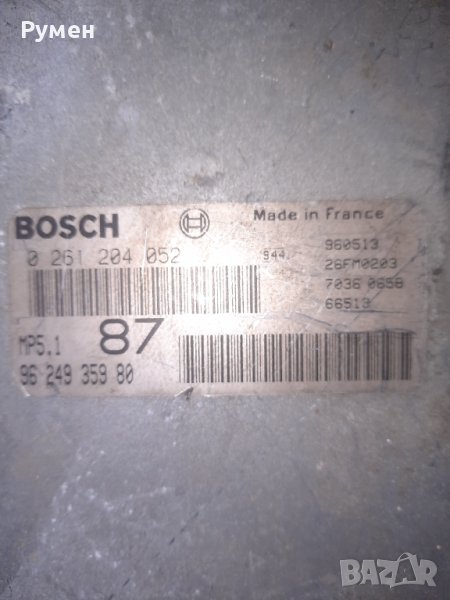 Румен
BOSCH
Made in France
0 261 204 052
944
960513
26FM0203
7036 0658
66513
MP5.1
87
96 249 359 80
BAZAR